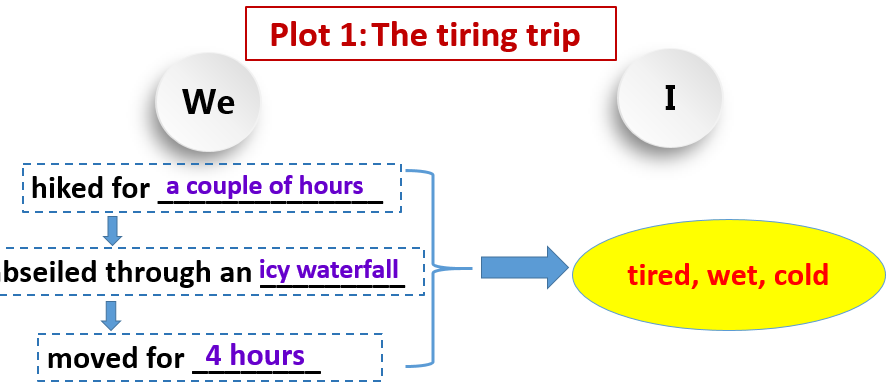 Plot 1: The tiring trip
We
I
hiked for a couple of hours
bseiled through an icy waterfall
moved for 4 hours
tired, wet, cold